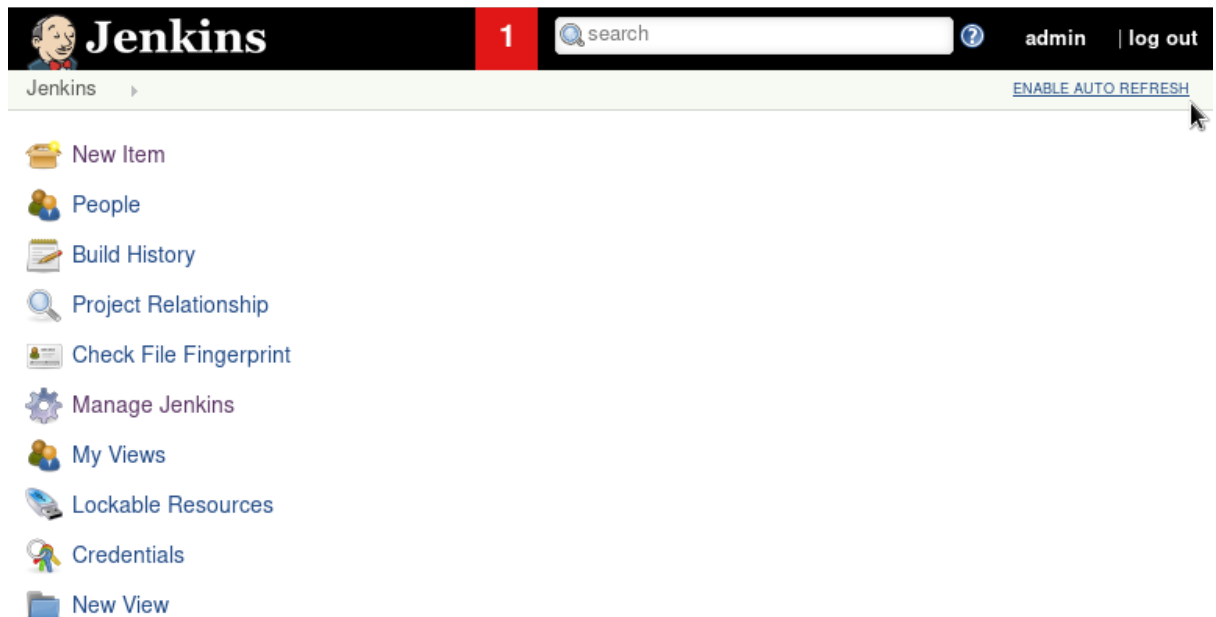 Jenkins 1 search admin | log out
Jenkins ENABLE AUTO REFRESH
New Item
People
Build History
Project Relationship
Check File Fingerprint
Manage Jenkins
My Views
Lockable Resources
Credentials
New View